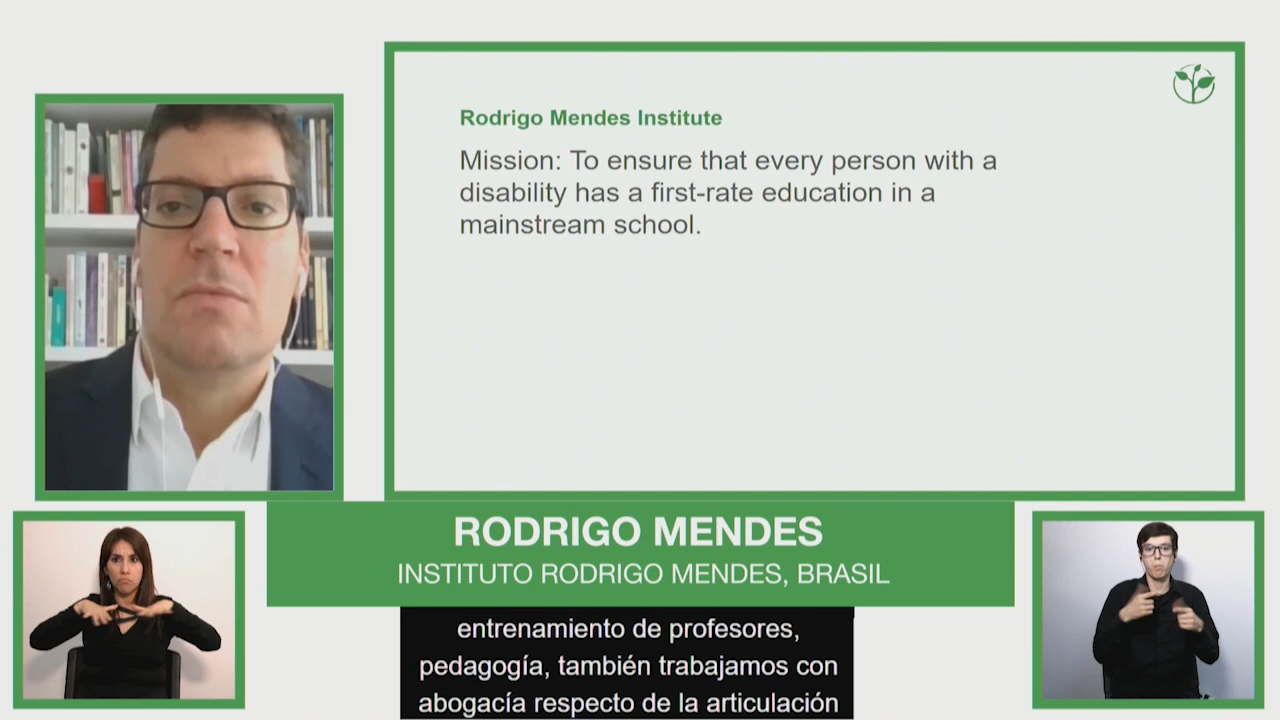 Rodrigo Mendes Institute
Mission: To ensure that every person with a
disability has a first-rate education in a
mainstream school.
RODRIGO MENDES
INSTITUTO RODRIGO MENDES, BRASIL
entrenamiento de profesores,
pedagogía, también trabajamos con
abogacía respecto de la articulación